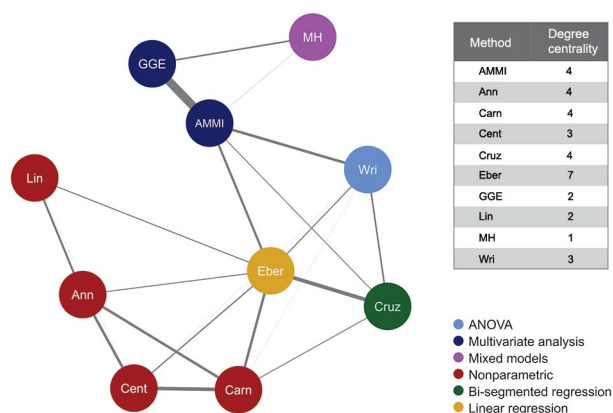 MH
GGE
AMMI
Wri
Lin
Eber
Ann
Cruz
Cent
Carn
Method Degree centrality
AMMI 4
Ann 4
Carn 4
Cent 3
Cruz 4
Eber 7
GGE 2
Lin 2
MH 1
Wri 3
ANOVA
Multivariate analysis
Mixed models
Nonparametric
Bi-segmented regression
Linear regression